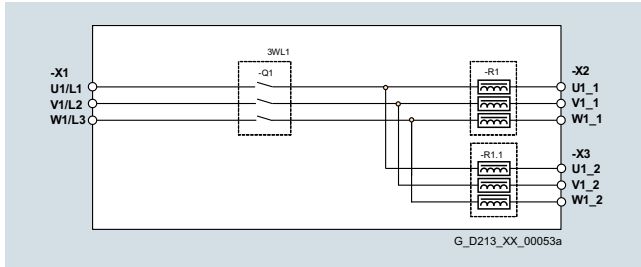 3WL1
-X1
-Q1
-R1
-X2
U1/L1
U1_1
V1/L2
V1_1
W1/L3
W1_1
-R1.1
-X3
U1_2
V1_2
W1_2
G_D213_XX_00053a